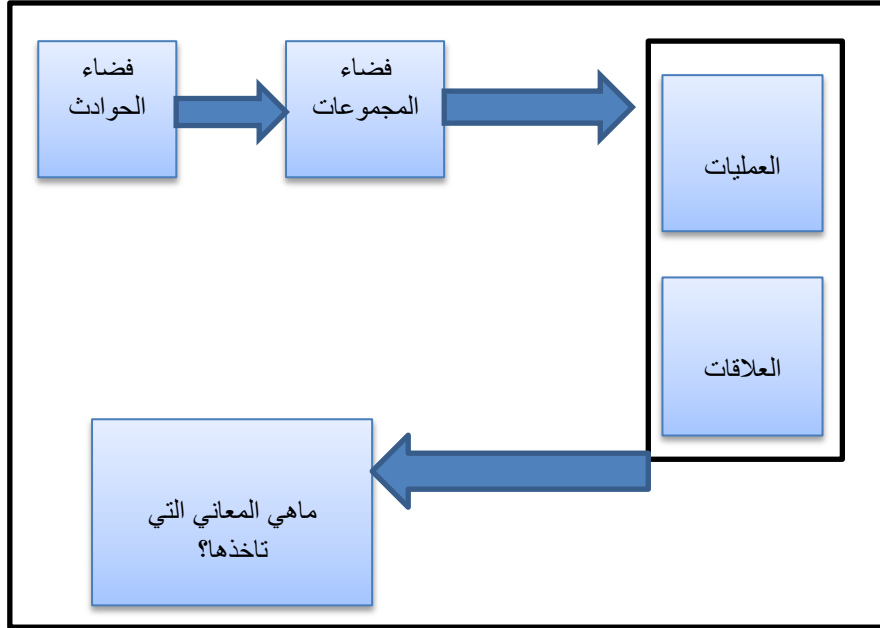 فضاء
الحوادث
فضاء
المجموعات
العمليات
العلاقات
ماهي المعاني التي
تاخذها؟